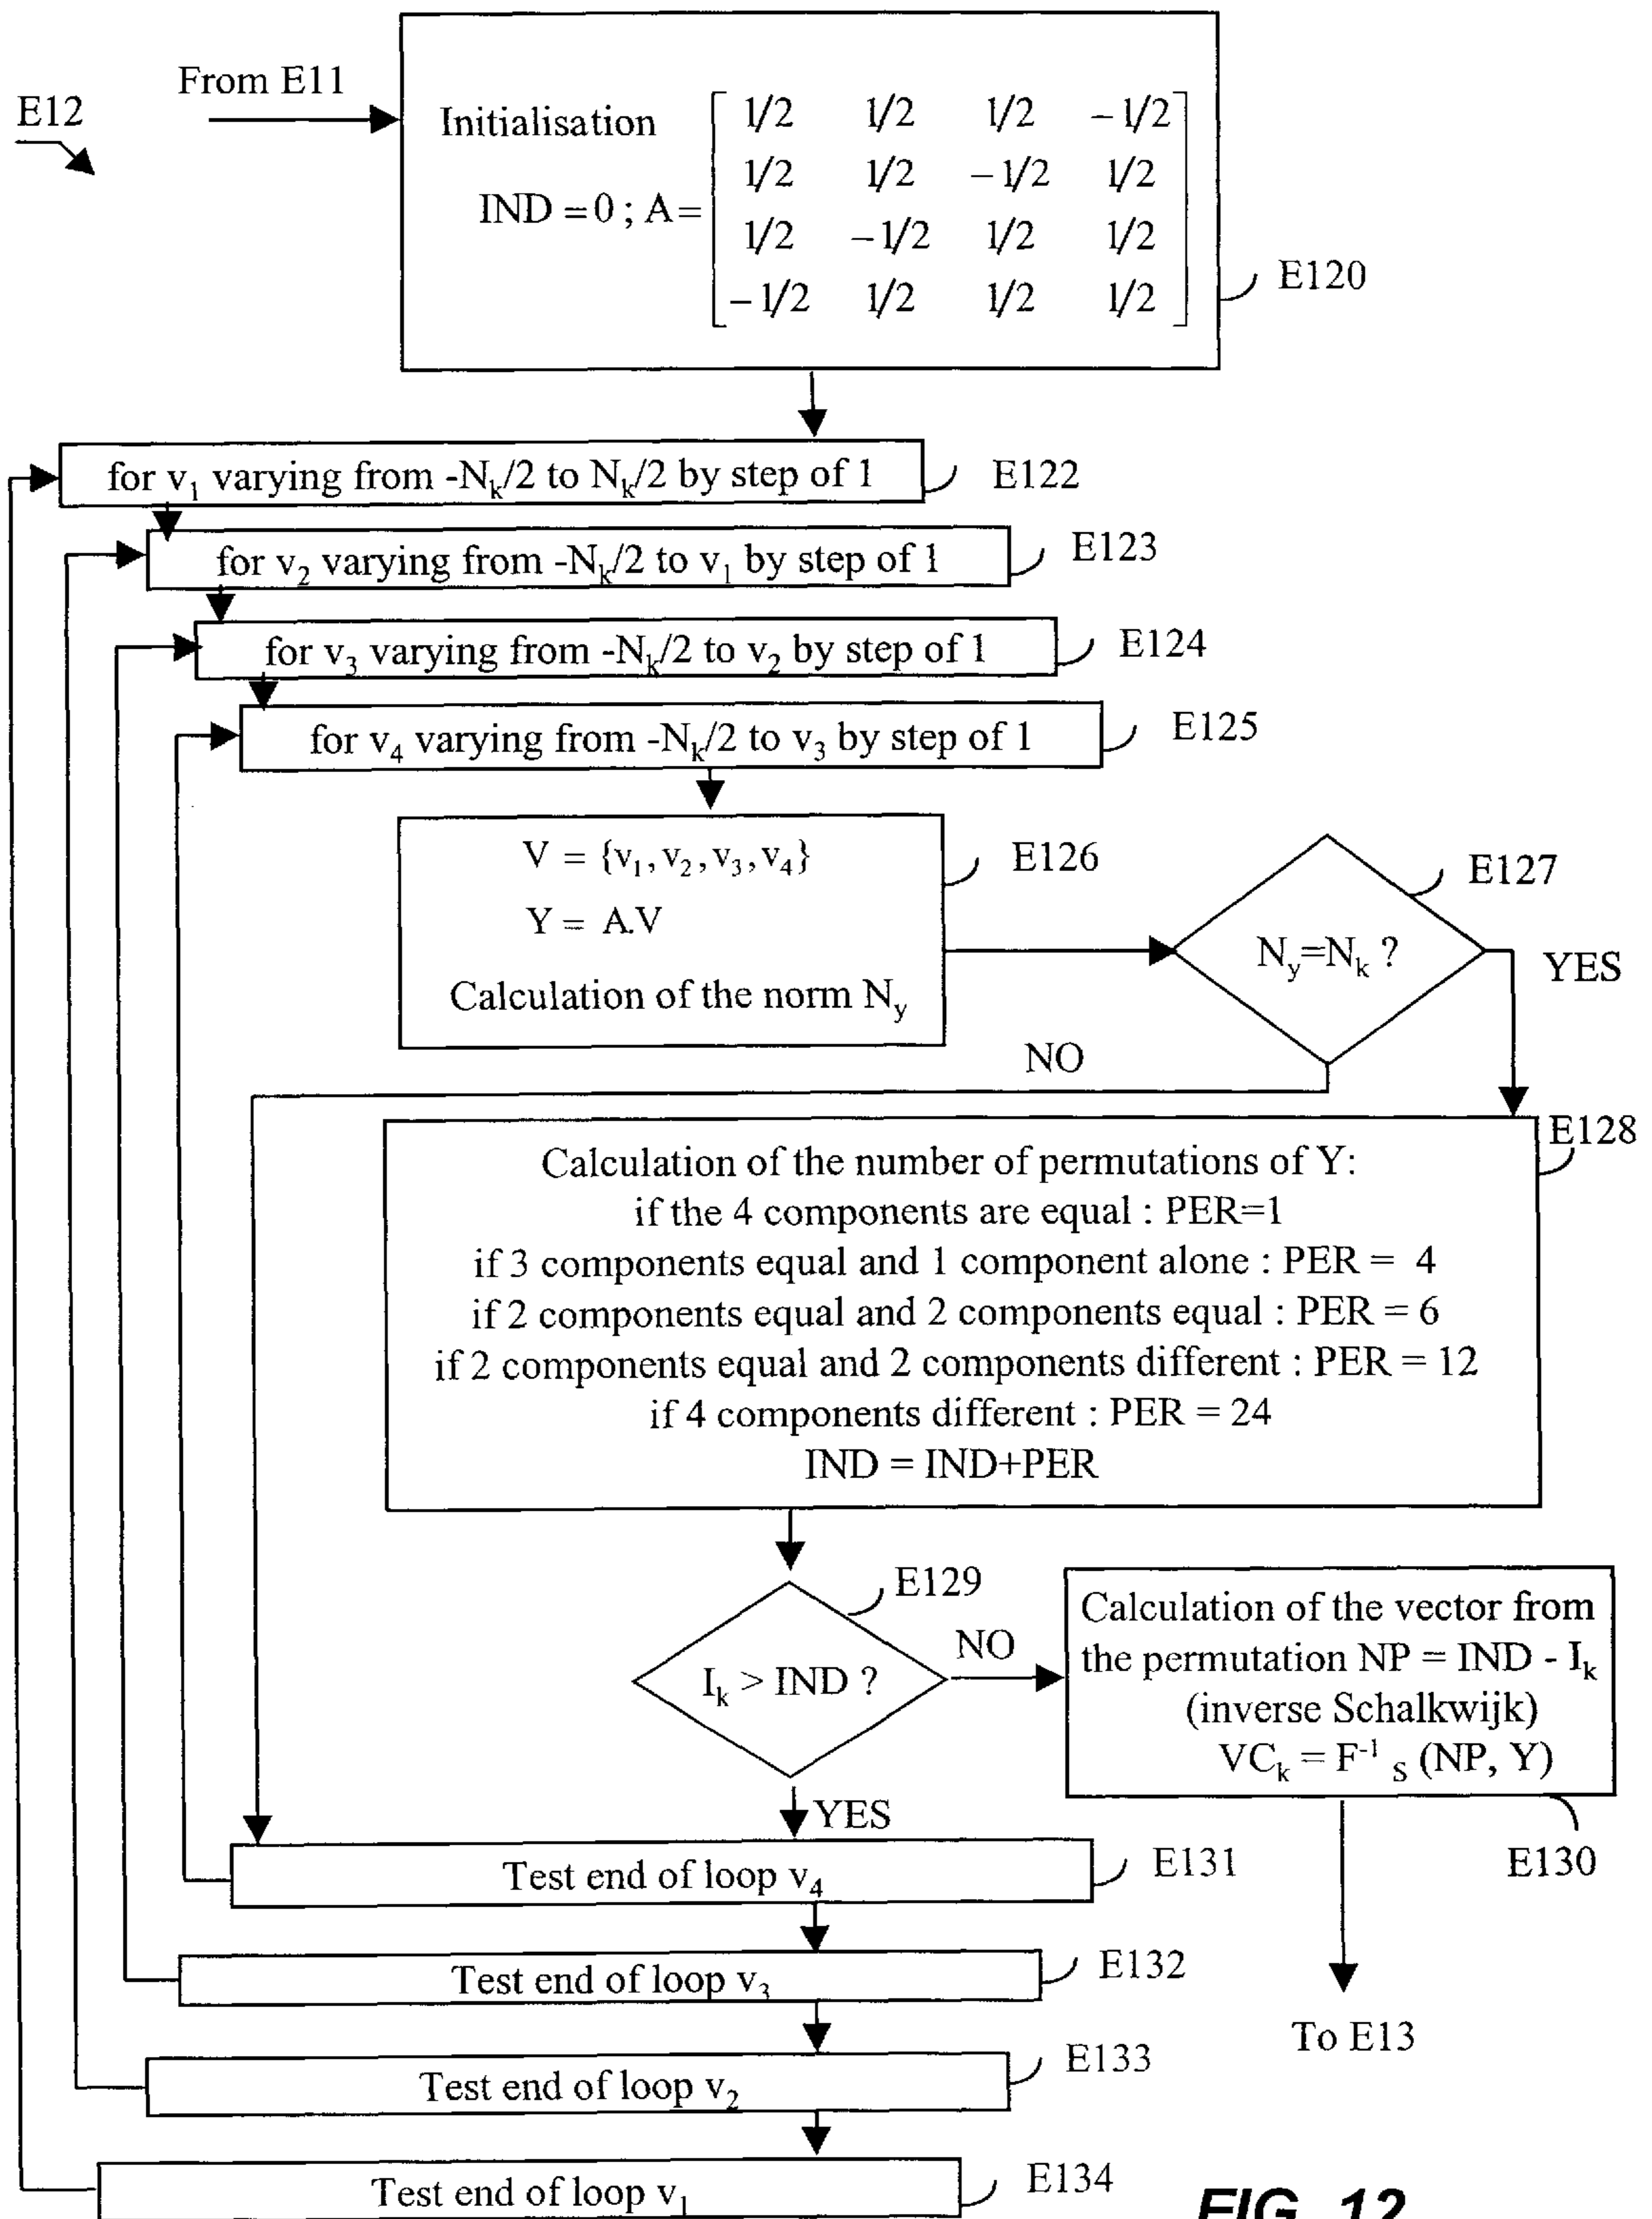 From E11
E12
Initialisation
IND = 0 ; A =
1/2 1/2 1/2 – 1/2
1/2 1/2 – 1/2 1/2
1/2 – 1/2 1/2 1/2
– 1/2 1/2 1/2 1/2
E120
for v₁ varying from -Nₖ/2 to Nₖ/2 by step of 1
E122
for v₂ varying from -Nₖ/2 to v₁ by step of 1
E123
for v₃ varying from -Nₖ/2 to v₂ by step of 1
E124
for v₄ varying from -Nₖ/2 to v₃ by step of 1
E125
V = {v₁, v₂, v₃, v₄}
Y = A.V
Calculation of the norm N_y
E126
N_y=Nₖ ?
E127
YES
NO
Calculation of the number of permutations of Y:
if the 4 components are equal : PER=1
if 3 components equal and 1 component alone : PER = 4
if 2 components equal and 2 components equal : PER = 6
if 2 components equal and 2 components different : PER = 12
if 4 components different : PER = 24
IND = IND+PER
E128
Iₖ > IND ?
E129
NO
YES
Calculation of the vector from
the permutation NP = IND - Iₖ
(inverse Schalkwijk)
VCₖ = F⁻¹ ₛ (NP, Y)
E130
To E13
Test end of loop v₄
E131
Test end of loop v₃
E132
Test end of loop v₂
E133
Test end of loop v₁
E134
FIG. 12